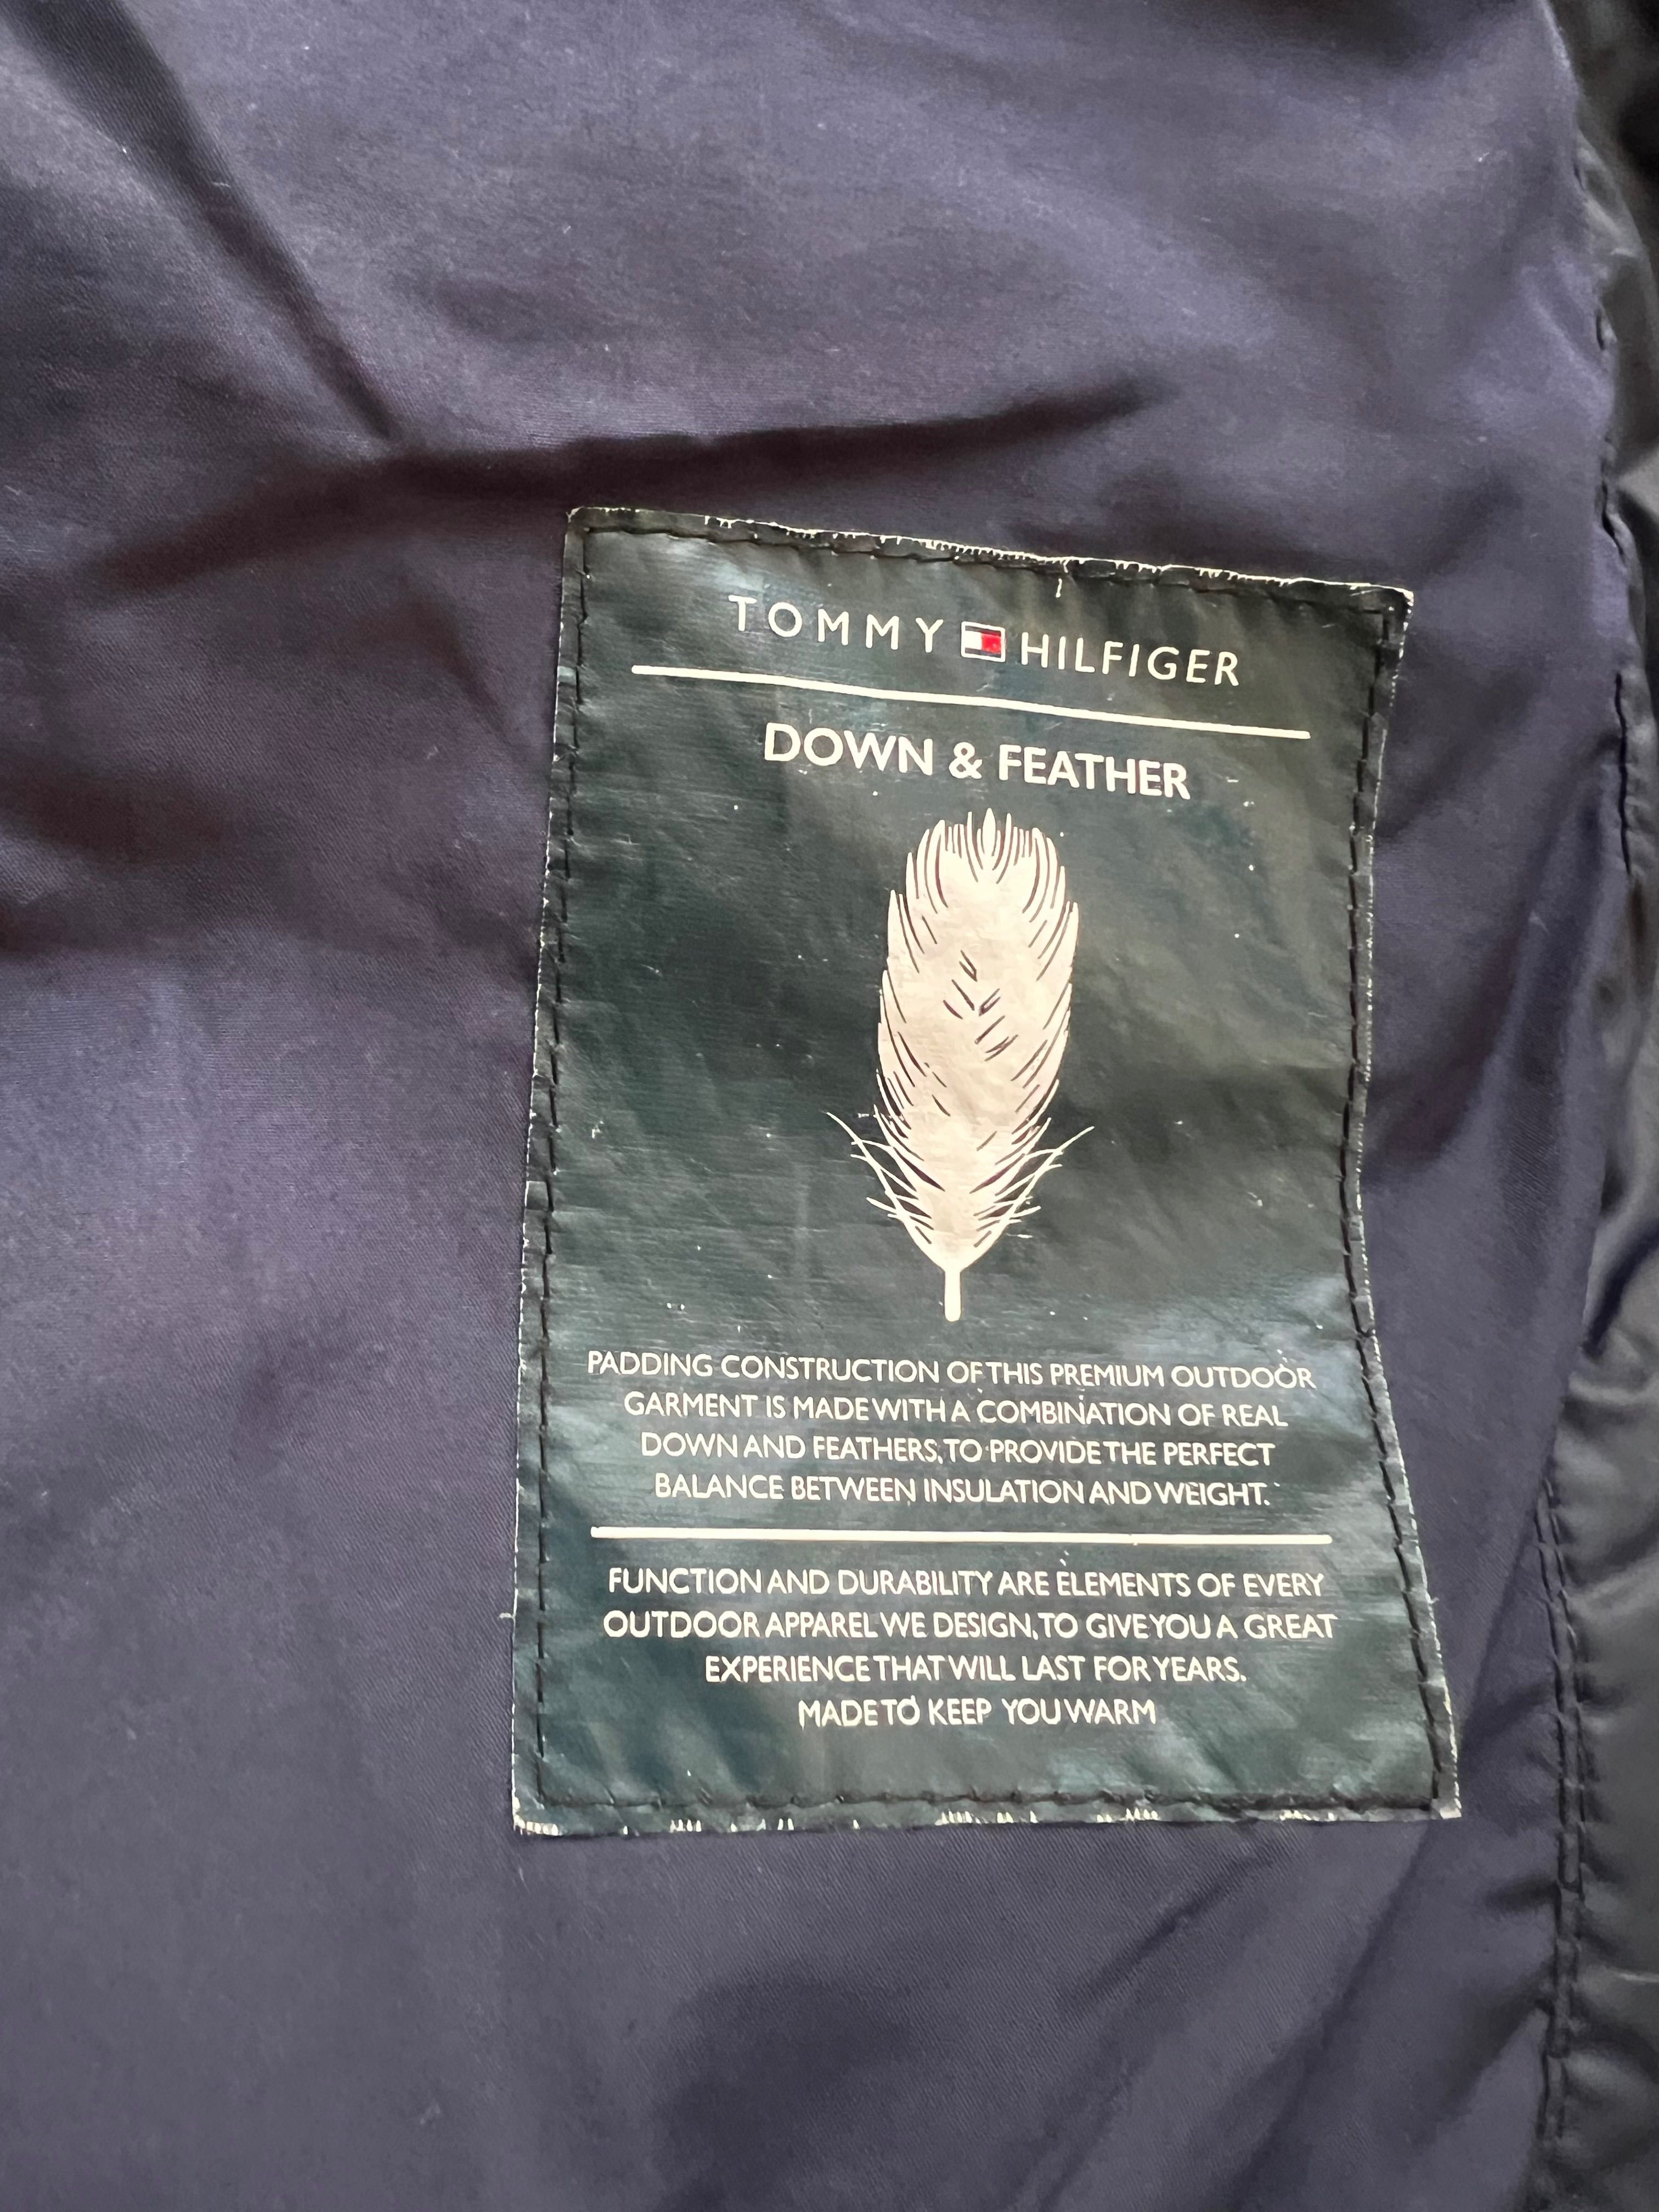 TOMMY HILFIGER
DOWN & FEATHER
PADDING CONSTRUCTION OF THIS PREMIUM OUTDOOR
GARMENT IS MADE WITH A COMBINATION OF REAL
DOWN AND FEATHERS, TO PROVIDE THE PERFECT
BALANCE BETWEEN INSULATION AND WEIGHT.
FUNCTION AND DURABILITY ARE ELEMENTS OF EVERY
OUTDOOR APPAREL WE DESIGN, TO GIVE YOU A GREAT
EXPERIENCE THAT WILL LAST FOR YEARS.
MADE TO KEEP YOU WARM